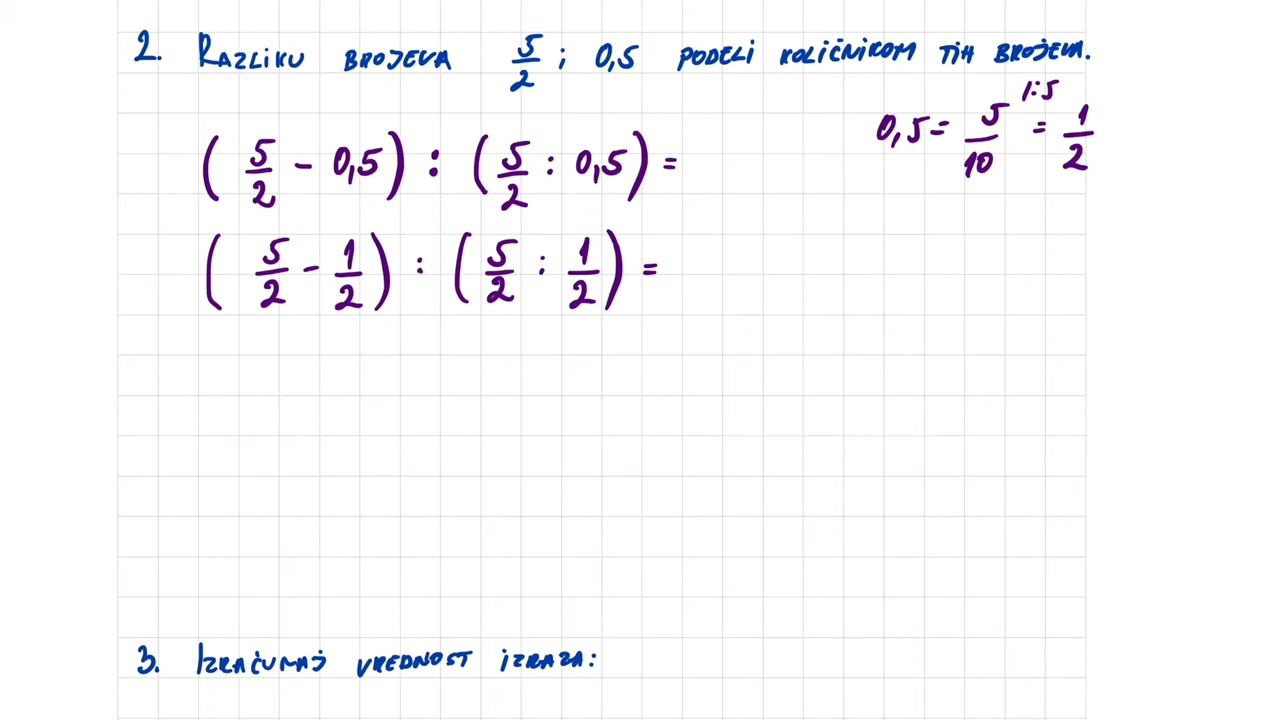 2. RAZLIKU BROJEVA 5/2 i 0,5 PODELI KOLIČNIKOM TIH BROJEVA.
0,5 = 5/10 = 1/2 |:5
(5/2 - 0,5) : (5/2 : 0,5) =
(5/2 - 1/2) : (5/2 : 1/2) =
3. IZRAČUNAJ VREDNOST IZRAZA: